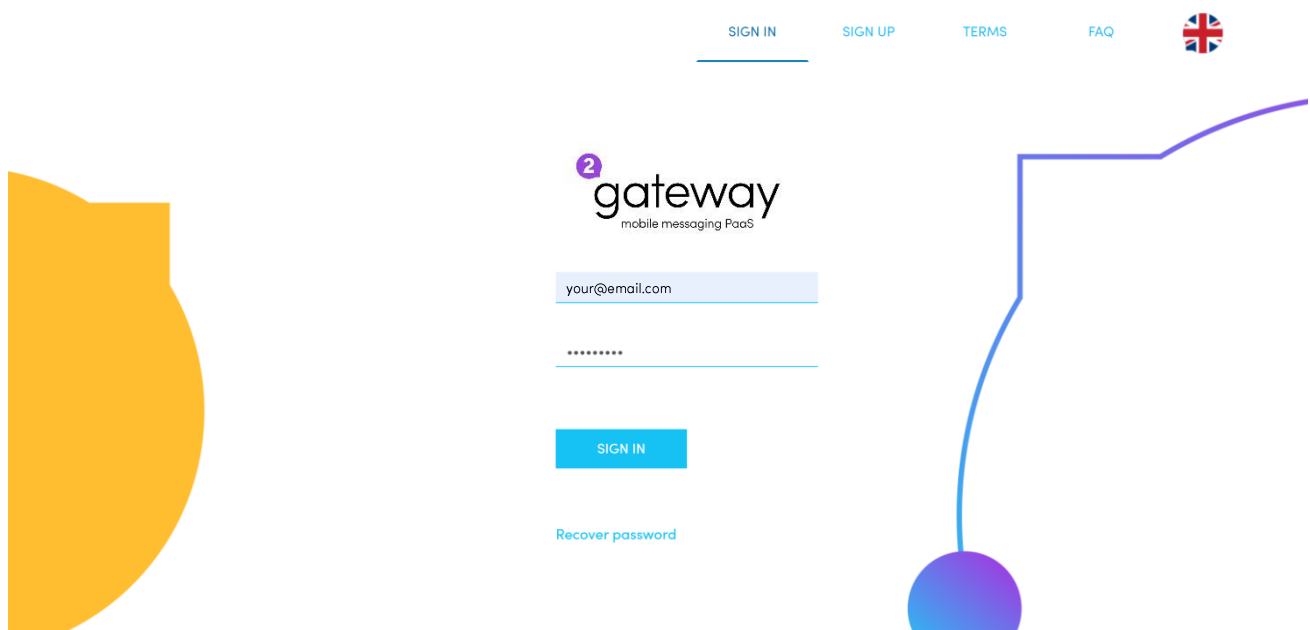 SIGN IN SIGN UP TERMS FAQ
2
gateway
mobile messaging PaaS
your@email.com
•••••••••
SIGN IN
Recover password